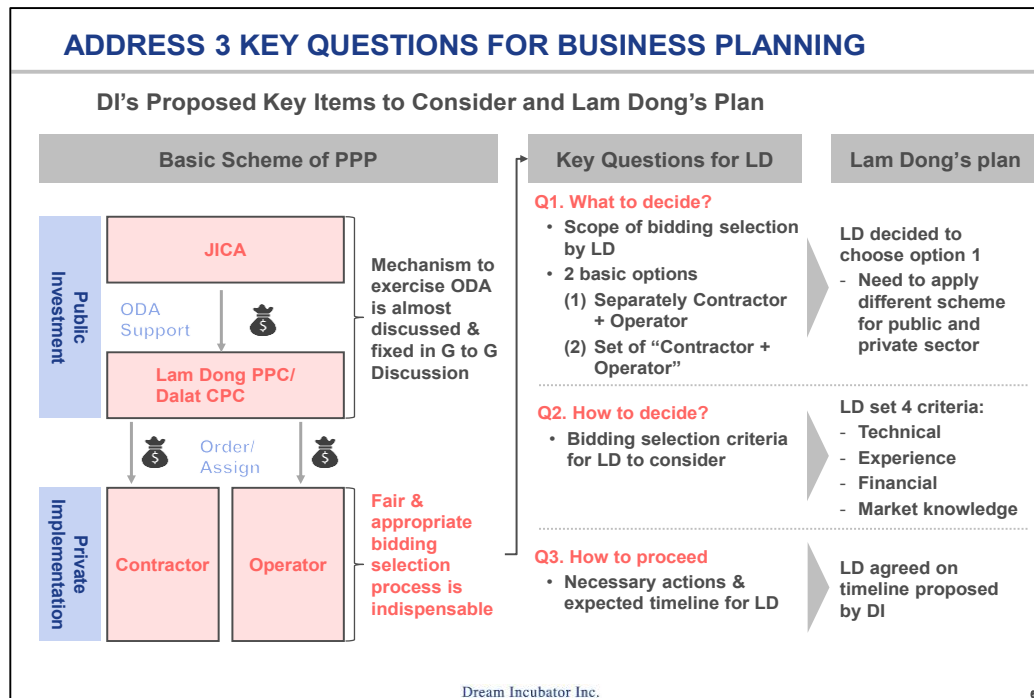 ADDRESS 3 KEY QUESTIONS FOR BUSINESS PLANNING
DI's Proposed Key Items to Consider and Lam Dong's Plan
Basic Scheme of PPP
Public
Investment
JICA
ODA
Support
$
Lam Dong PPC/
Dalat CPC
Mechanism to
exercise ODA
is almost
discussed &
fixed in G to G
Discussion
$
Order/
Assign
$
Private
Implementation
Contractor
Operator
Fair &
appropriate
bidding
selection
process is
indispensable
Key Questions for LD
Q1. What to decide?
• Scope of bidding selection
by LD
• 2 basic options
(1) Separately Contractor
+ Operator
(2) Set of “Contractor +
Operator”
Q2. How to decide?
• Bidding selection criteria
for LD to consider
Q3. How to proceed
• Necessary actions &
expected timeline for LD
Lam Dong's plan
LD decided to
choose option 1
- Need to apply
different scheme
for public and
private sector
LD set 4 criteria:
- Technical
- Experience
- Financial
- Market knowledge
LD agreed on
timeline proposed
by DI
Dream Incubator Inc.